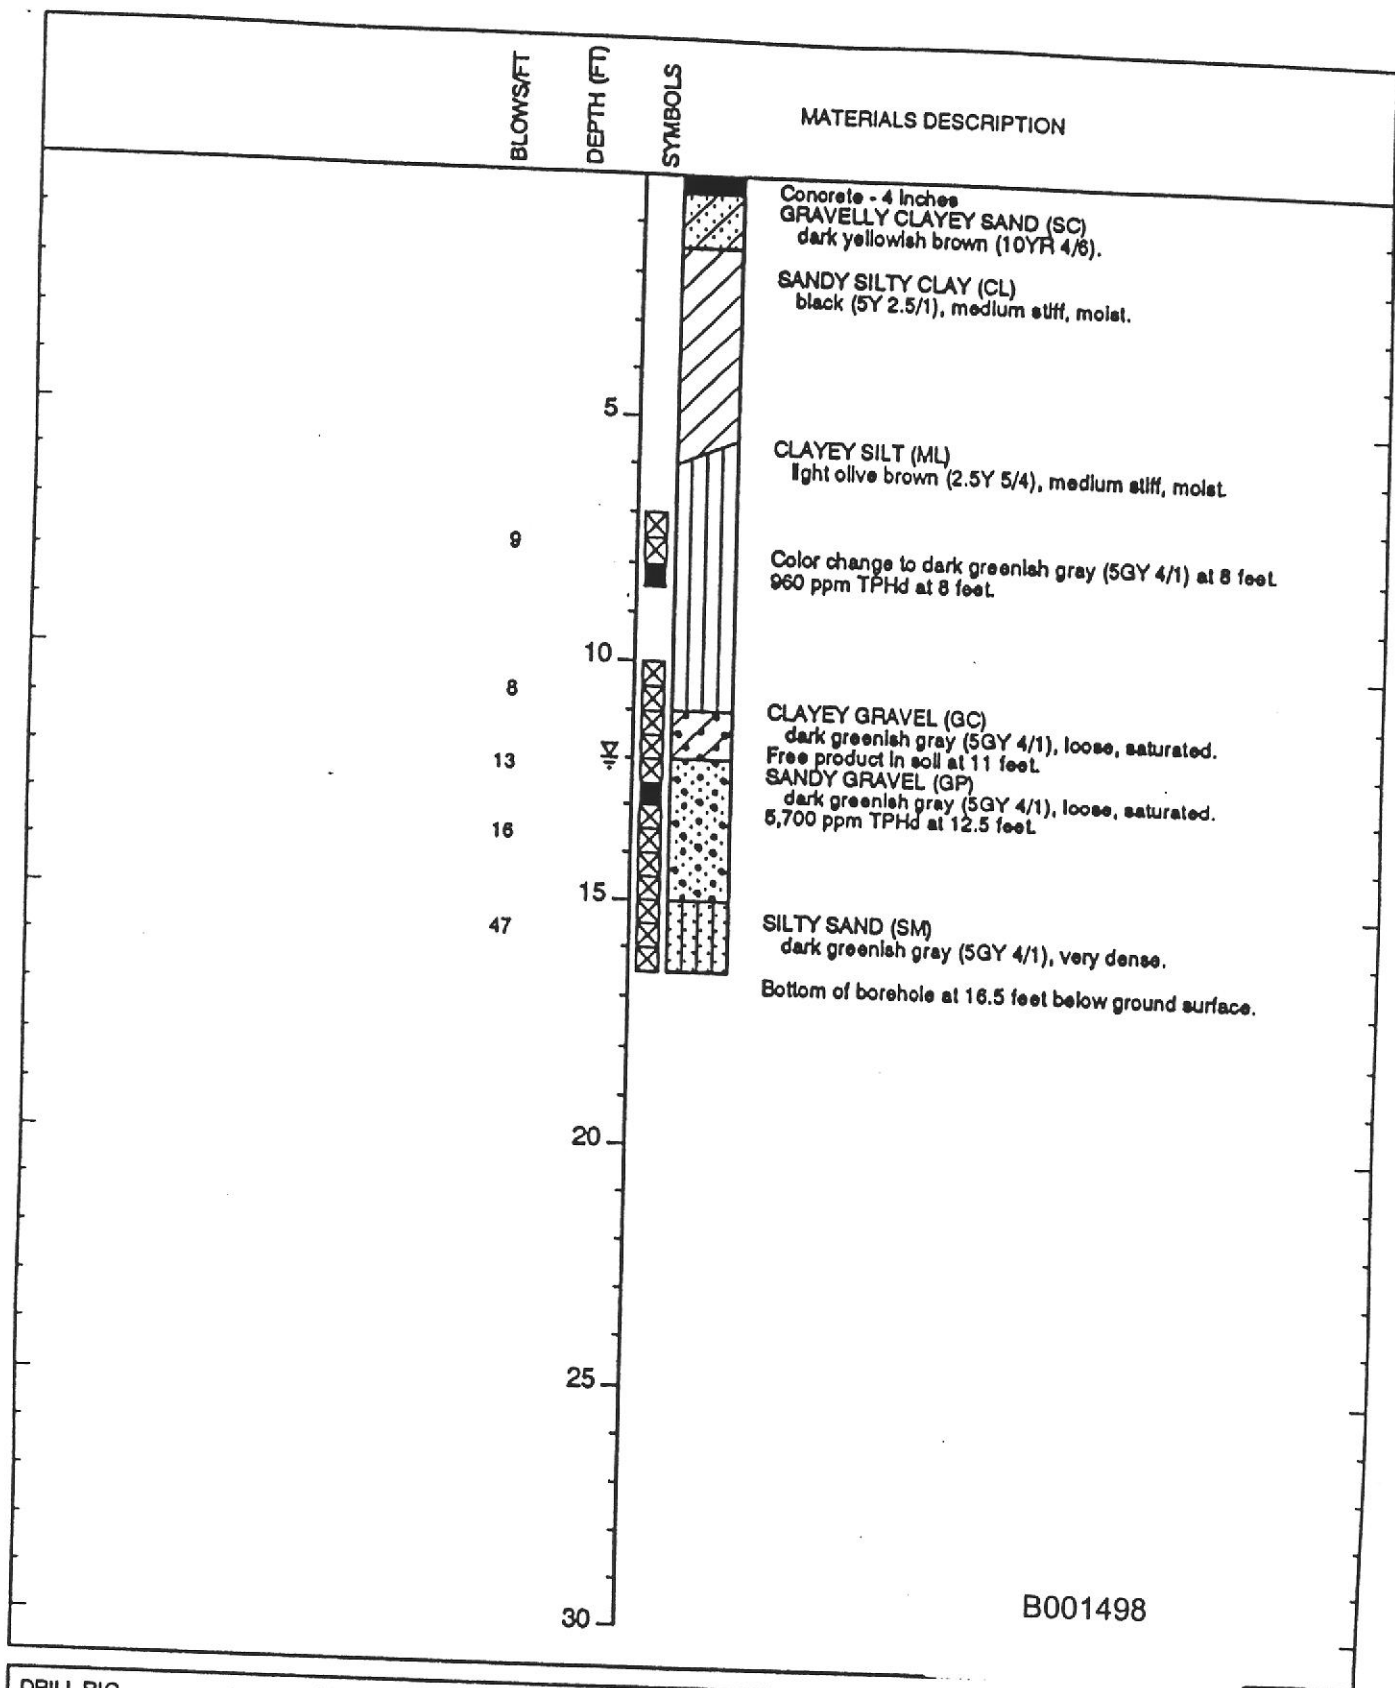 BLOWS/FT
DEPTH (FT)
SYMBOLS
MATERIALS DESCRIPTION
Concrete - 4 Inches
GRAVELLY CLAYEY SAND (SC)
dark yellowish brown (10YR 4/6).
SANDY SILTY CLAY (CL)
black (5Y 2.5/1), medium stiff, moist.
5
CLAYEY SILT (ML)
light olive brown (2.5Y 5/4), medium stiff, moist.
9
Color change to dark greenish gray (5GY 4/1) at 8 feet.
960 ppm TPHd at 8 feet.
10
8
CLAYEY GRAVEL (GC)
dark greenish gray (5GY 4/1), loose, saturated.
Free product in soil at 11 feet.
13
SANDY GRAVEL (GP)
dark greenish gray (5GY 4/1), loose, saturated.
5,700 ppm TPHd at 12.5 feet.
16
15
47
SILTY SAND (SM)
dark greenish gray (5GY 4/1), very dense.
Bottom of borehole at 16.5 feet below ground surface.
20
25
30
B001498
DRILL RIG